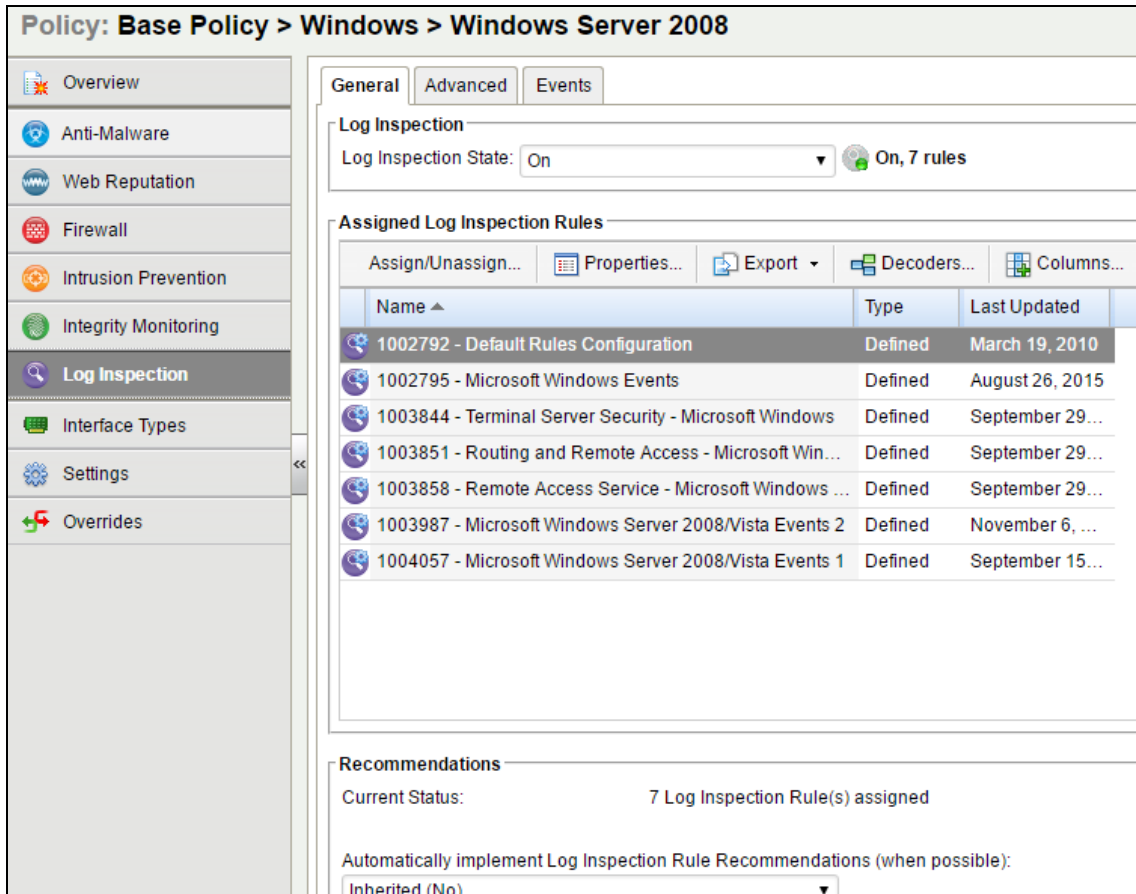 Policy: Base Policy > Windows > Windows Server 2008
Overview
Anti-Malware
Web Reputation
Firewall
Intrusion Prevention
Integrity Monitoring
Log Inspection
Interface Types
Settings
Overrides
General Advanced Events
Log Inspection
Log Inspection State: On On, 7 rules
Assigned Log Inspection Rules
Assign/Unassign... Properties... Export Decoders... Columns...
Name Type Last Updated
1002792 - Default Rules Configuration Defined March 19, 2010
1002795 - Microsoft Windows Events Defined August 26, 2015
1003844 - Terminal Server Security - Microsoft Windows Defined September 29...
1003851 - Routing and Remote Access - Microsoft Win... Defined September 29...
1003858 - Remote Access Service - Microsoft Windows ... Defined September 29...
1003987 - Microsoft Windows Server 2008/Vista Events 2 Defined November 6, ...
1004057 - Microsoft Windows Server 2008/Vista Events 1 Defined September 15...
«
Recommendations
Current Status: 7 Log Inspection Rule(s) assigned
Automatically implement Log Inspection Rule Recommendations (when possible):
Inherited (No)